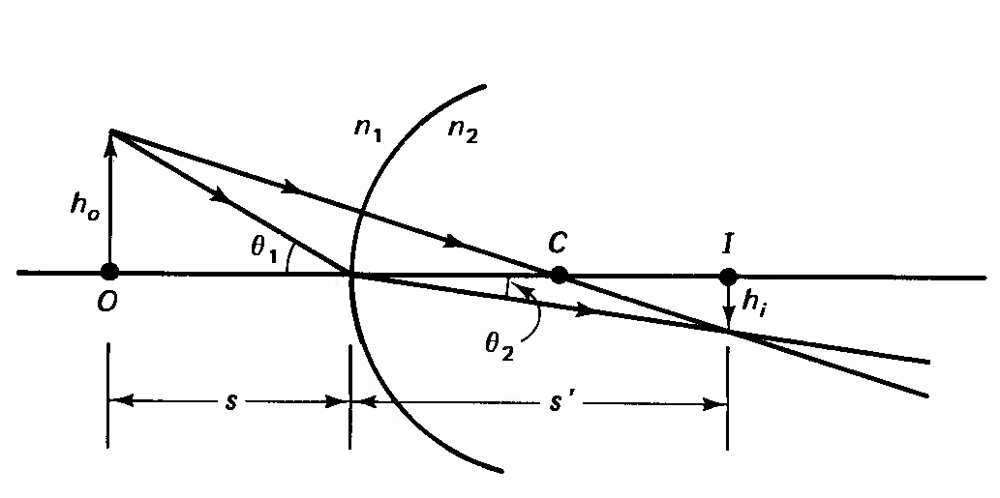 n₁ n₂
hₒ
θ₁
C I
O
hᵢ
θ₂
s s'